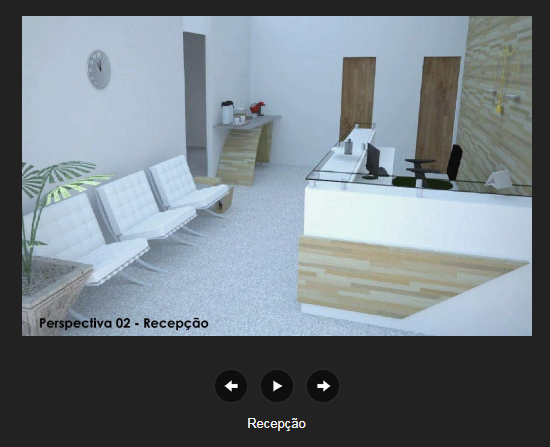 Perspectiva 02 - Recepção
Recepção